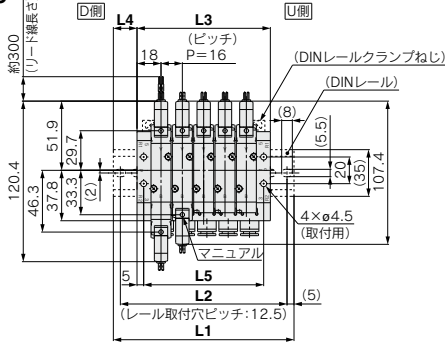 D側
U側
L4
L3
(ピッチ)
18
P=16
(DINレールクランプねじ)
(DINレール)
(8)
約300
(リード線長さ
51.9
29.7
120.4
46.3
37.8
33.3
(2)
(5.5)
20
(35)
107.4
4×ø4.5
(取付用)
マニュアル
5
L5
L2
(5)
(レール取付穴ピッチ:12.5)
L1